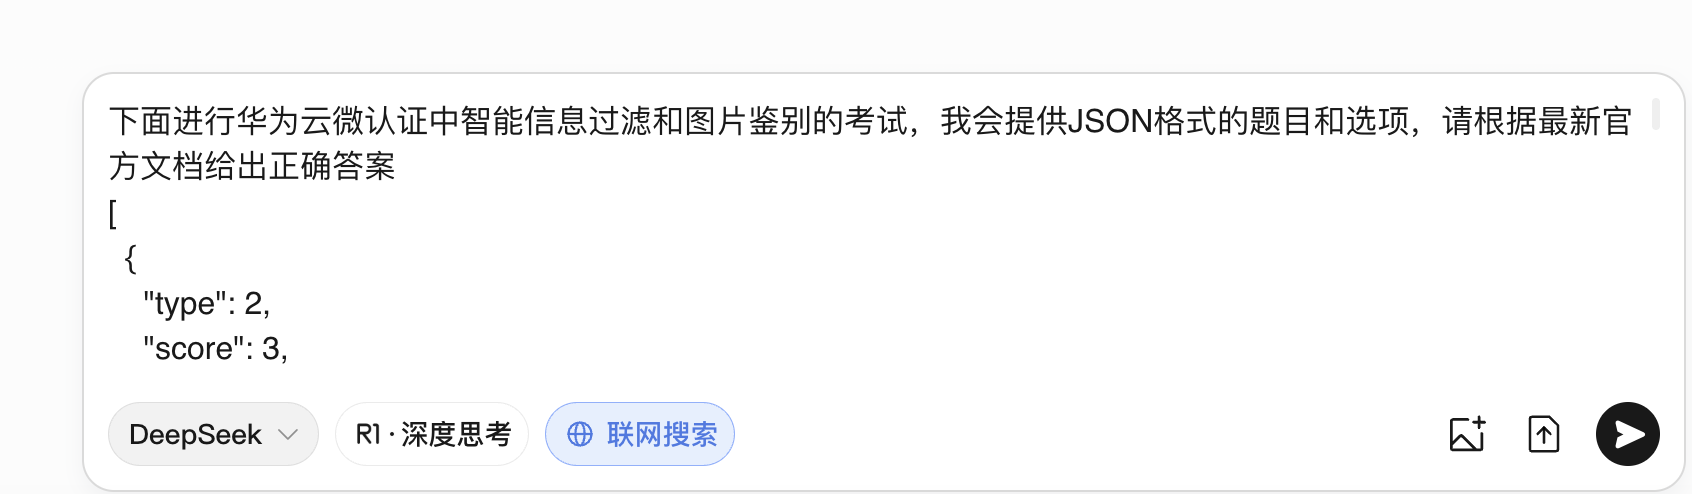 下面进行华为云微认证中智能信息过滤和图片鉴别的考试，我会提供JSON格式的题目和选项，请根据最新官
方文档给出正确答案
[
{
"type": 2,
"score": 3,
DeepSeek R1 · 深度思考 联网搜索